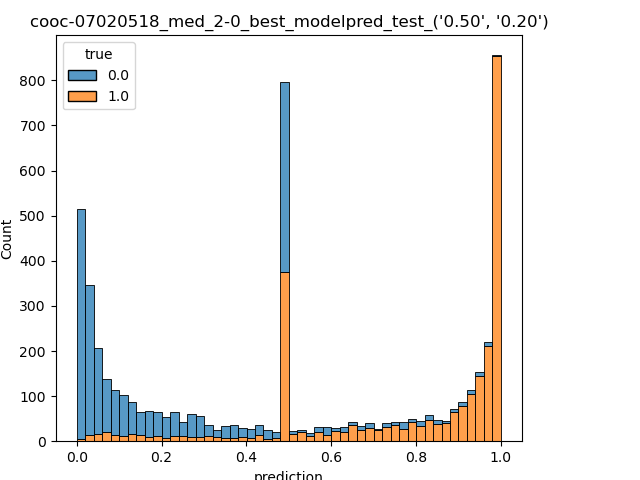 cooc-07020518_med_2-0_best_modelpred_test_('0.50', '0.20')
true
0.0
1.0
Count
800
700
600
500
400
300
200
100
0
0.0 0.2 0.4 0.6 0.8 1.0
prediction